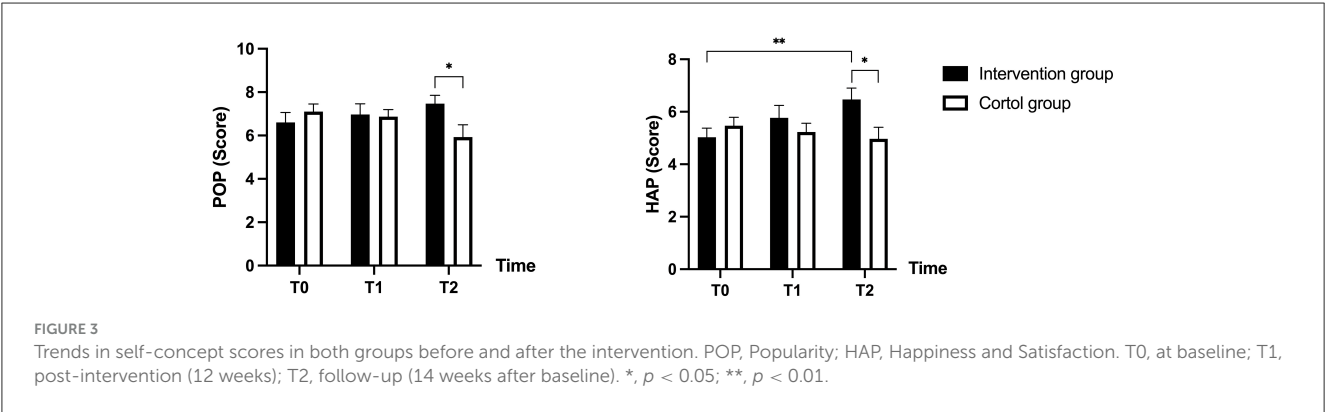 10
8
6
4
2
0
POP (Score)
*
T0
T1
T2
Time
8
6
4
2
0
HAP (Score)
**
*
T0
T1
T2
Time
Intervention group
Cortol group
FIGURE 3
Trends in self-concept scores in both groups before and after the intervention. POP, Popularity; HAP, Happiness and Satisfaction. T0, at baseline; T1,
post-intervention (12 weeks); T2, follow-up (14 weeks after baseline). *, p < 0.05; **, p < 0.01.